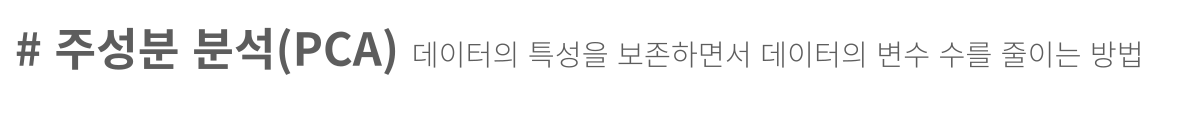 # 주성분 분석(PCA) 데이터의 특성을 보존하면서 데이터의 변수 수를 줄이는 방법